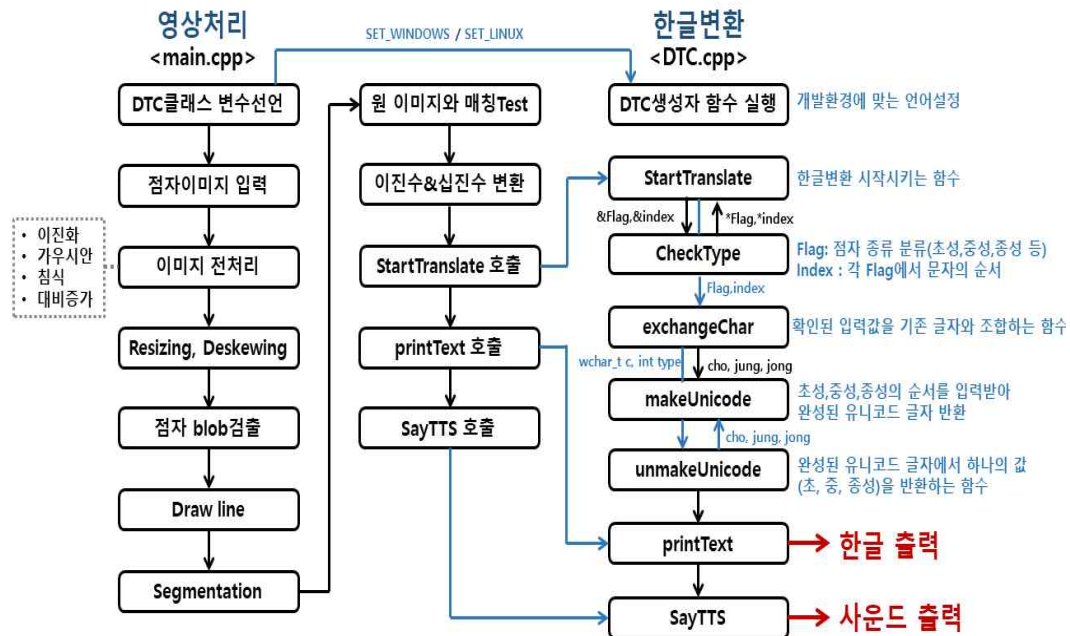 영상처리
<main.cpp>
SET_WINDOWS / SET_LINUX
한글변환
<DTC.cpp>
DTC클래스 변수선언
점자이미지 입력
• 이진화
• 가우시안
• 침식
• 대비증가
이미지 전처리
Resizing, Deskewing
점자 blob검출
Draw line
Segmentation
원 이미지와 매칭Test
이진수&십진수 변환
StartTranslate 호출
printText 호출
SayTTS 호출
DTC생성자 함수 실행
개발환경에 맞는 언어설정
StartTranslate
한글변환 시작시키는 함수
&Flag,&index
*Flag,*index
CheckType
Flag: 점자 종류 분류(초성,중성,종성 등)
Index : 각 Flag에서 문자의 순서
Flag,index
exchangeChar
확인된 입력값을 기존 글자와 조합하는 함수
wchar_t c, int type
cho, jung, jong
makeUnicode
초성,중성,종성의 순서를 입력받아
완성된 유니코드 글자 반환
cho, jung, jong
unmakeUnicode
완성된 유니코드 글자에서 하나의 값
(초, 중, 종성)을 반환하는 함수
printText
한글 출력
SayTTS
사운드 출력